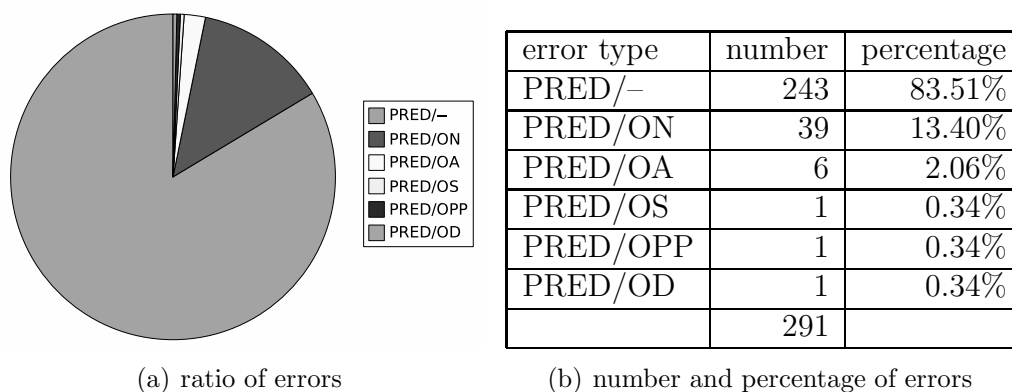 PRED/–
PRED/ON
PRED/OA
PRED/OS
PRED/OPP
PRED/OD
(a) ratio of errors
error type number percentage
PRED/– 243 83.51%
PRED/ON 39 13.40%
PRED/OA 6 2.06%
PRED/OS 1 0.34%
PRED/OPP 1 0.34%
PRED/OD 1 0.34%
291
(b) number and percentage of errors